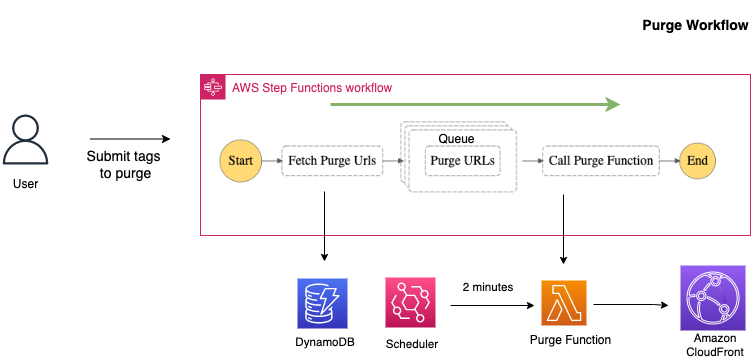 Purge Workflow
AWS Step Functions workflow
Queue
Start
Fetch Purge Urls
Purge URLs
Call Purge Function
End
Submit tags
to purge
User
2 minutes
DynamoDB
Scheduler
Purge Function
Amazon
CloudFront